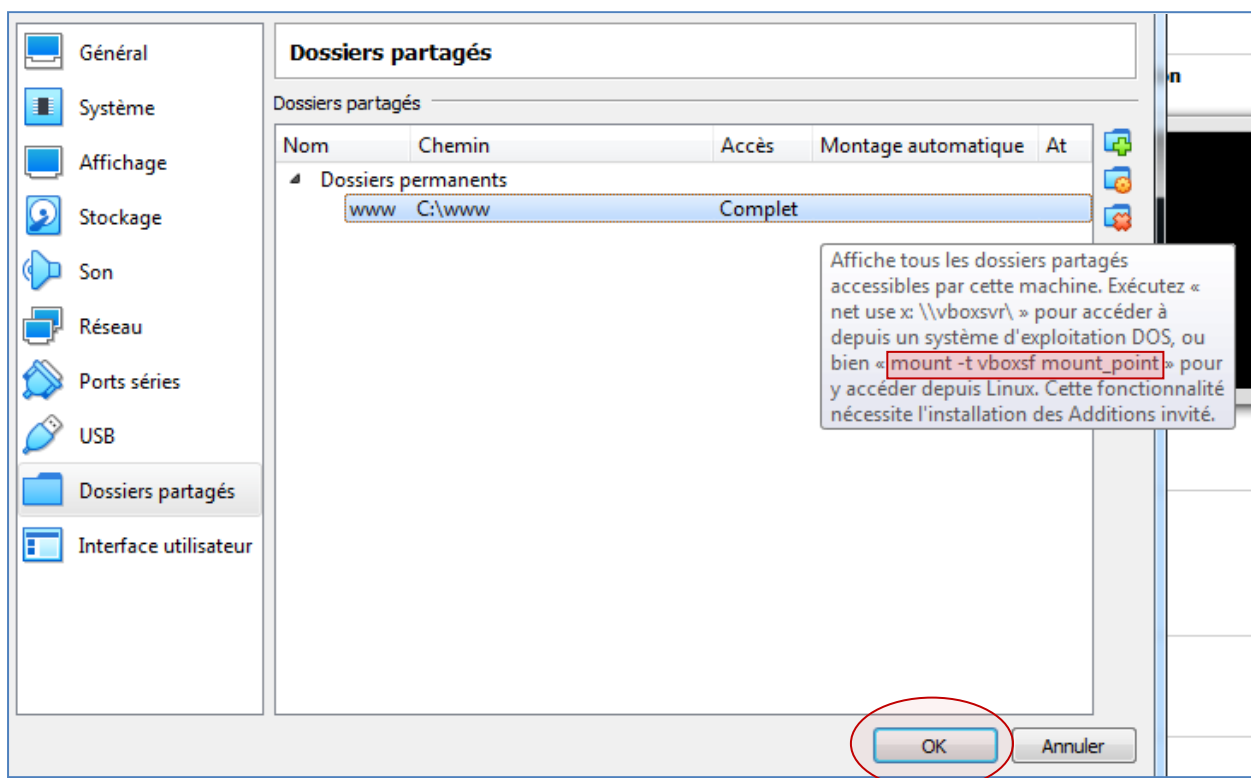 Général
Système
Affichage
Stockage
Son
Réseau
Ports séries
USB
Dossiers partagés
Interface utilisateur
Dossiers partagés
Dossiers partagés
Nom Chemin Accès Montage automatique At
Dossiers permanents
www C:\www Complet
Affiche tous les dossiers partagés
accessibles par cette machine. Exécutez «
net use x: \\vboxsvr\ » pour accéder à
depuis un système d'exploitation DOS, ou
bien « mount -t vboxsf mount_point » pour
y accéder depuis Linux. Cette fonctionnalité
nécessite l'installation des Additions invité.
OK Annuler